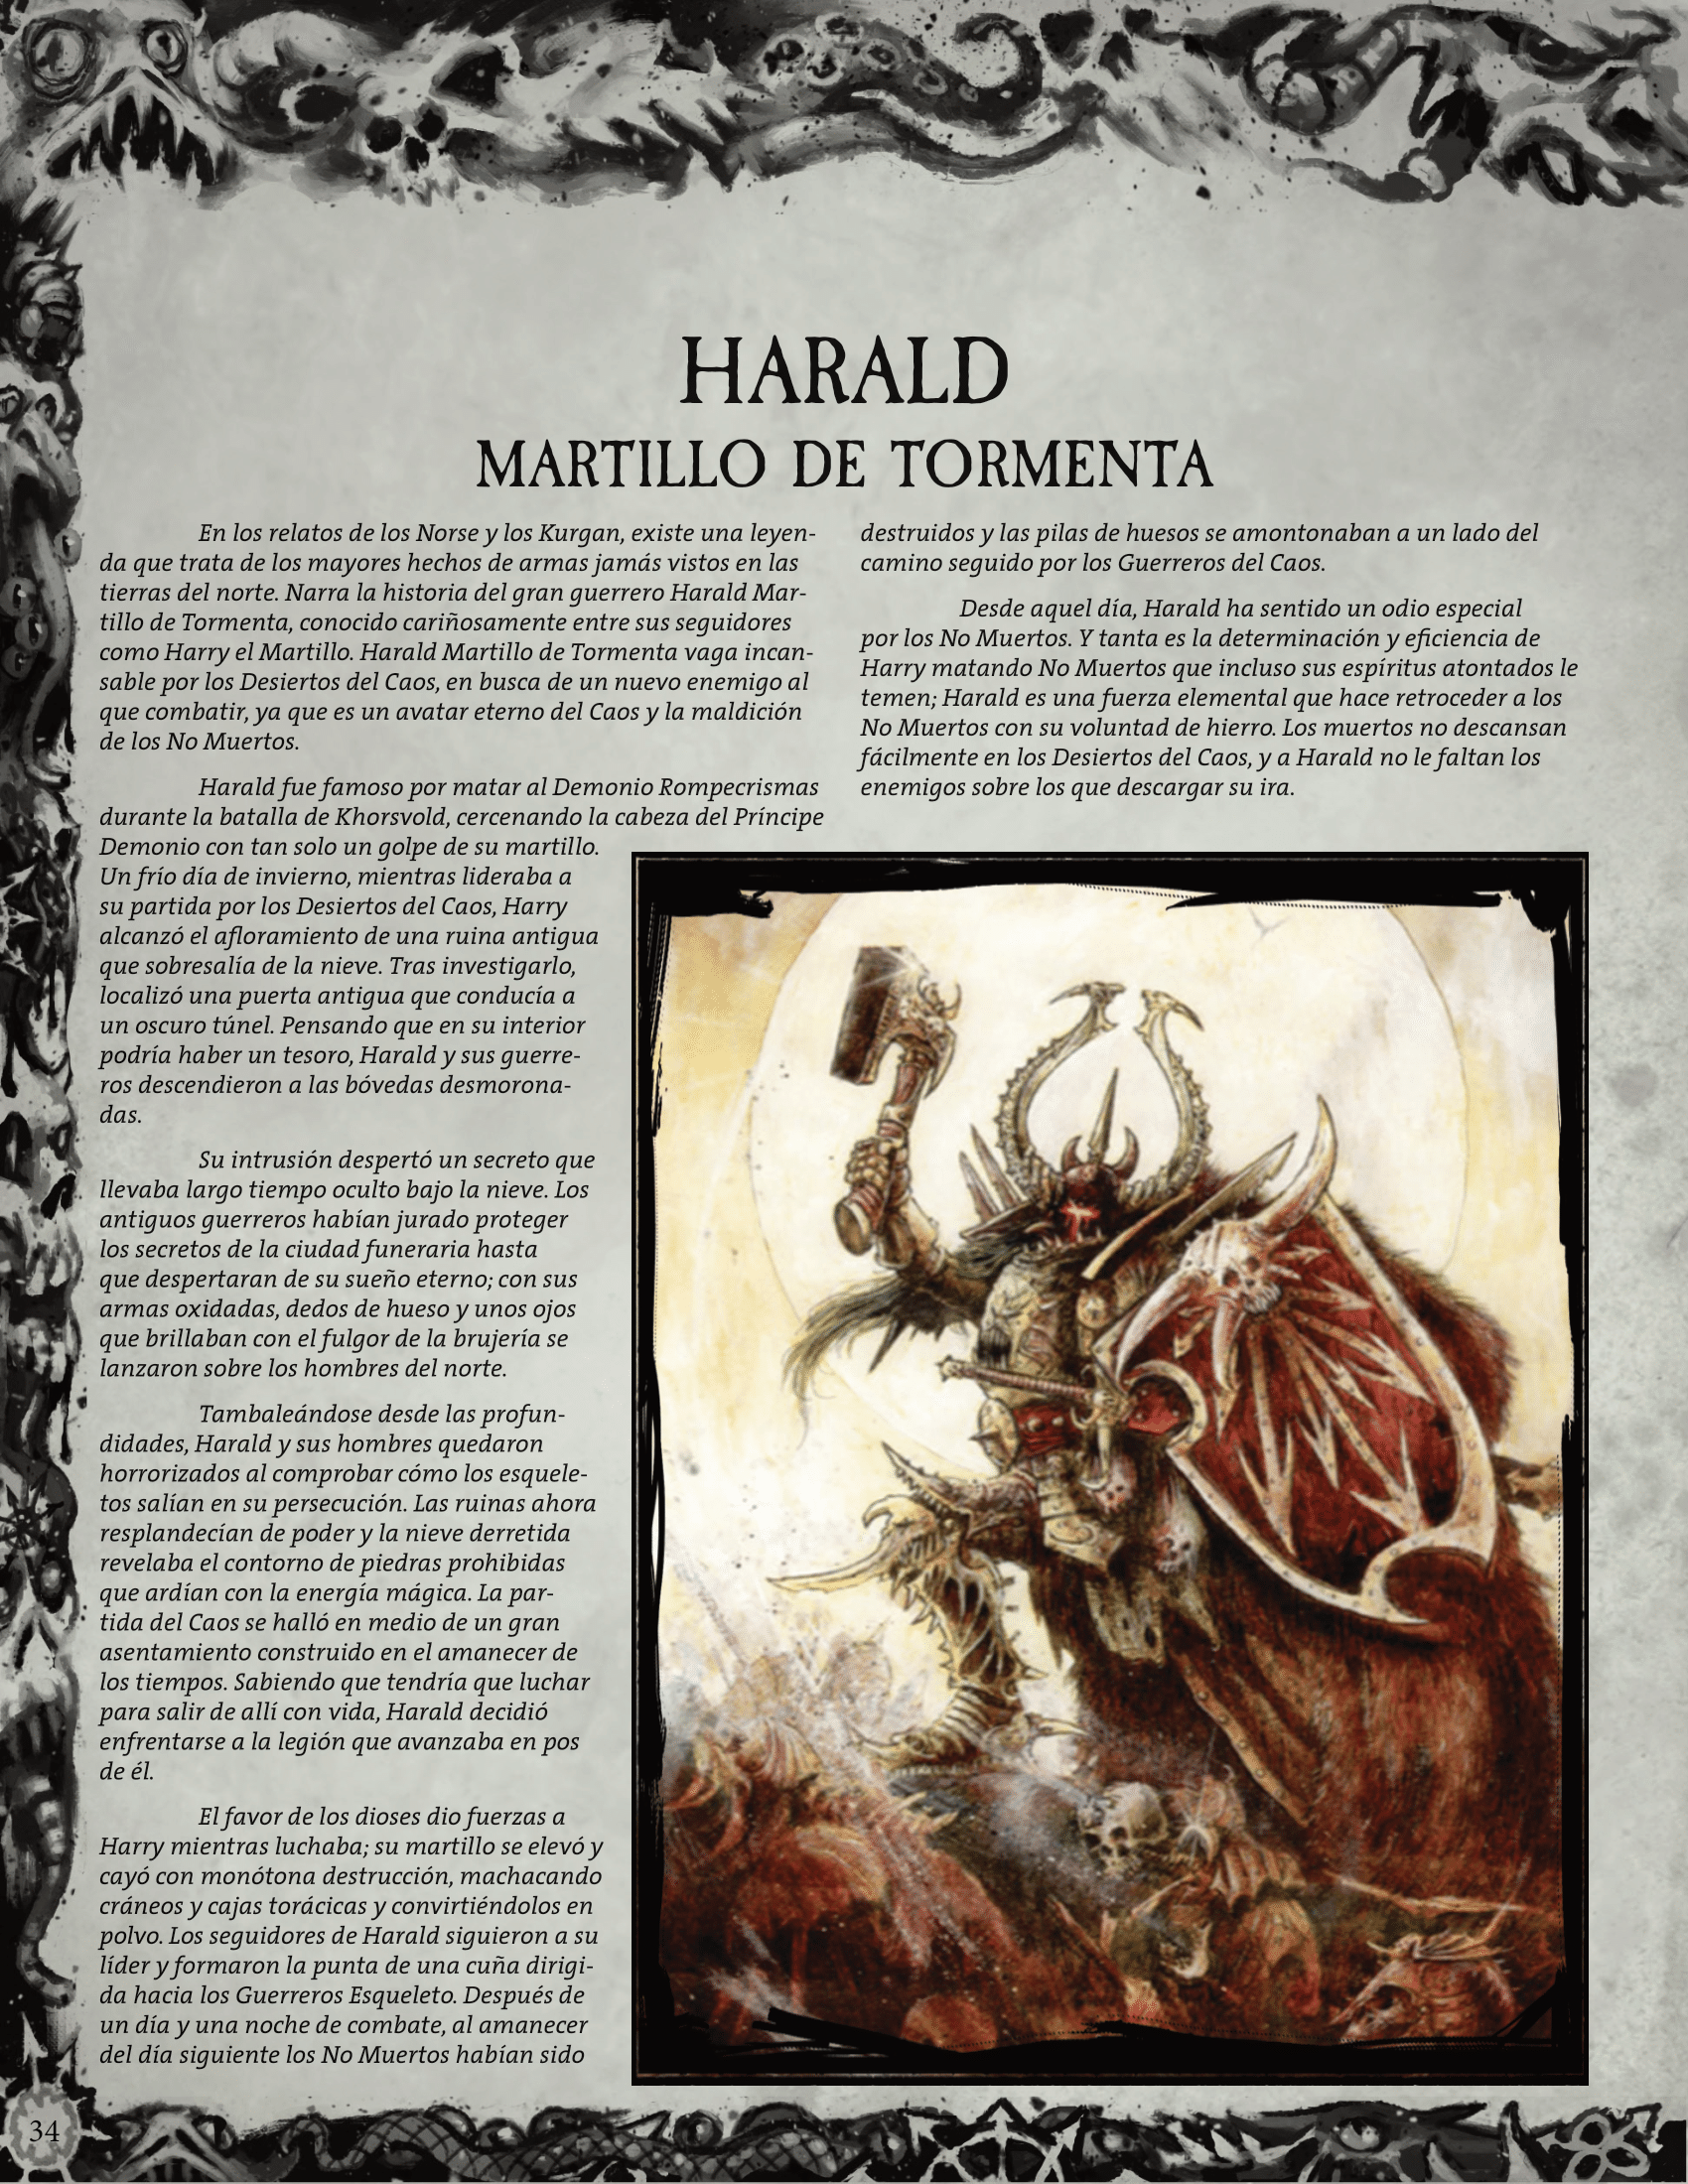 HARALD
MARTILLO DE TORMENTA
En los relatos de los Norse y los Kurgan, existe una leyen-
da que trata de los mayores hechos de armas jamás vistos en las
tierras del norte. Narra la historia del gran guerrero Harald Mar-
tillo de Tormenta, conocido cariñosamente entre sus seguidores
como Harry el Martillo. Harald Martillo de Tormenta vaga incan-
sable por los Desiertos del Caos, en busca de un nuevo enemigo al
que combatir, ya que es un avatar eterno del Caos y la maldición
de los No Muertos.
Harald fue famoso por matar al Demonio Rompecrismas
durante la batalla de Khorsvold, cercenando la cabeza del Príncipe
Demonio con tan solo un golpe de su martillo.
Un frío día de invierno, mientras lideraba a
su partida por los Desiertos del Caos, Harry
alcanzó el afloramiento de una ruina antigua
que sobresalía de la nieve. Tras investigarlo,
localizó una puerta antigua que conducía a
un oscuro túnel. Pensando que en su interior
podría haber un tesoro, Harald y sus guerre-
ros descendieron a las bóvedas desmorona-
das.
Su intrusión despertó un secreto que
llevaba largo tiempo oculto bajo la nieve. Los
antiguos guerreros habían jurado proteger
los secretos de la ciudad funeraria hasta
que despertaran de su sueño eterno; con sus
armas oxidadas, dedos de hueso y unos ojos
que brillaban con el fulgor de la brujería se
lanzaron sobre los hombres del norte.
Tambaleándose desde las profun-
didades, Harald y sus hombres quedaron
horrorizados al comprobar cómo los esquele-
tos salían en su persecución. Las ruinas ahora
resplandecían de poder y la nieve derretida
revelaba el contorno de piedras prohibidas
que ardían con la energía mágica. La par-
tida del Caos se halló en medio de un gran
asentamiento construido en el amanecer de
los tiempos. Sabiendo que tendría que luchar
para salir de allí con vida, Harald decidió
enfrentarse a la legión que avanzaba en pos
de él.
El favor de los dioses dio fuerzas a
Harry mientras luchaba; su martillo se elevó y
cayó con monótona destrucción, machacando
cráneos y cajas torácicas y convirtiéndolos en
polvo. Los seguidores de Harald siguieron a su
líder y formaron la punta de una cuña dirigi-
da hacia los Guerreros Esqueleto. Después de
un día y una noche de combate, al amanecer
del día siguiente los No Muertos habían sido
destruidos y las pilas de huesos se amontonaban a un lado del
camino seguido por los Guerreros del Caos.
Desde aquel día, Harald ha sentido un odio especial
por los No Muertos. Y tanta es la determinación y eficiencia de
Harry matando No Muertos que incluso sus espíritus atontados le
temen; Harald es una fuerza elemental que hace retroceder a los
No Muertos con su voluntad de hierro. Los muertos no descansan
fácilmente en los Desiertos del Caos, y a Harald no le faltan los
enemigos sobre los que descargar su ira.
34